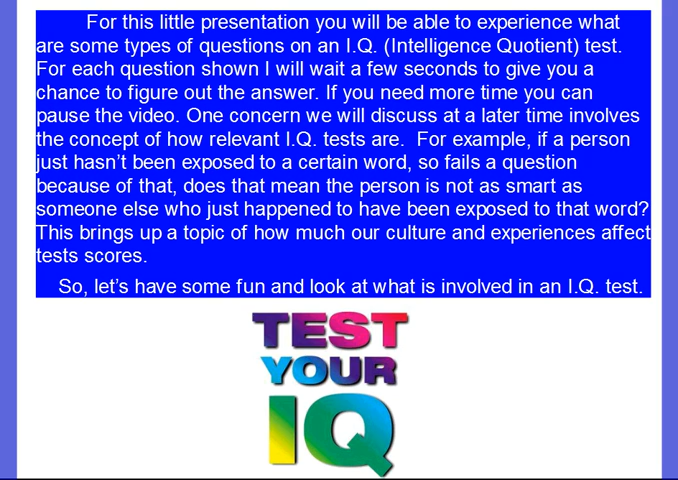 For this little presentation you will be able to experience what
are some types of questions on an I.Q. (Intelligence Quotient) test.
For each question shown I will wait a few seconds to give you a
chance to figure out the answer. If you need more time you can
pause the video. One concern we will discuss at a later time involves
the concept of how relevant I.Q. tests are. For example, if a person
just hasn't been exposed to a certain word, so fails a question
because of that, does that mean the person is not as smart as
someone else who just happened to have been exposed to that word?
This brings up a topic of how much our culture and experiences affect
tests scores.
So, let's have some fun and look at what is involved in an I.Q. test.
TEST
YOUR
IQ